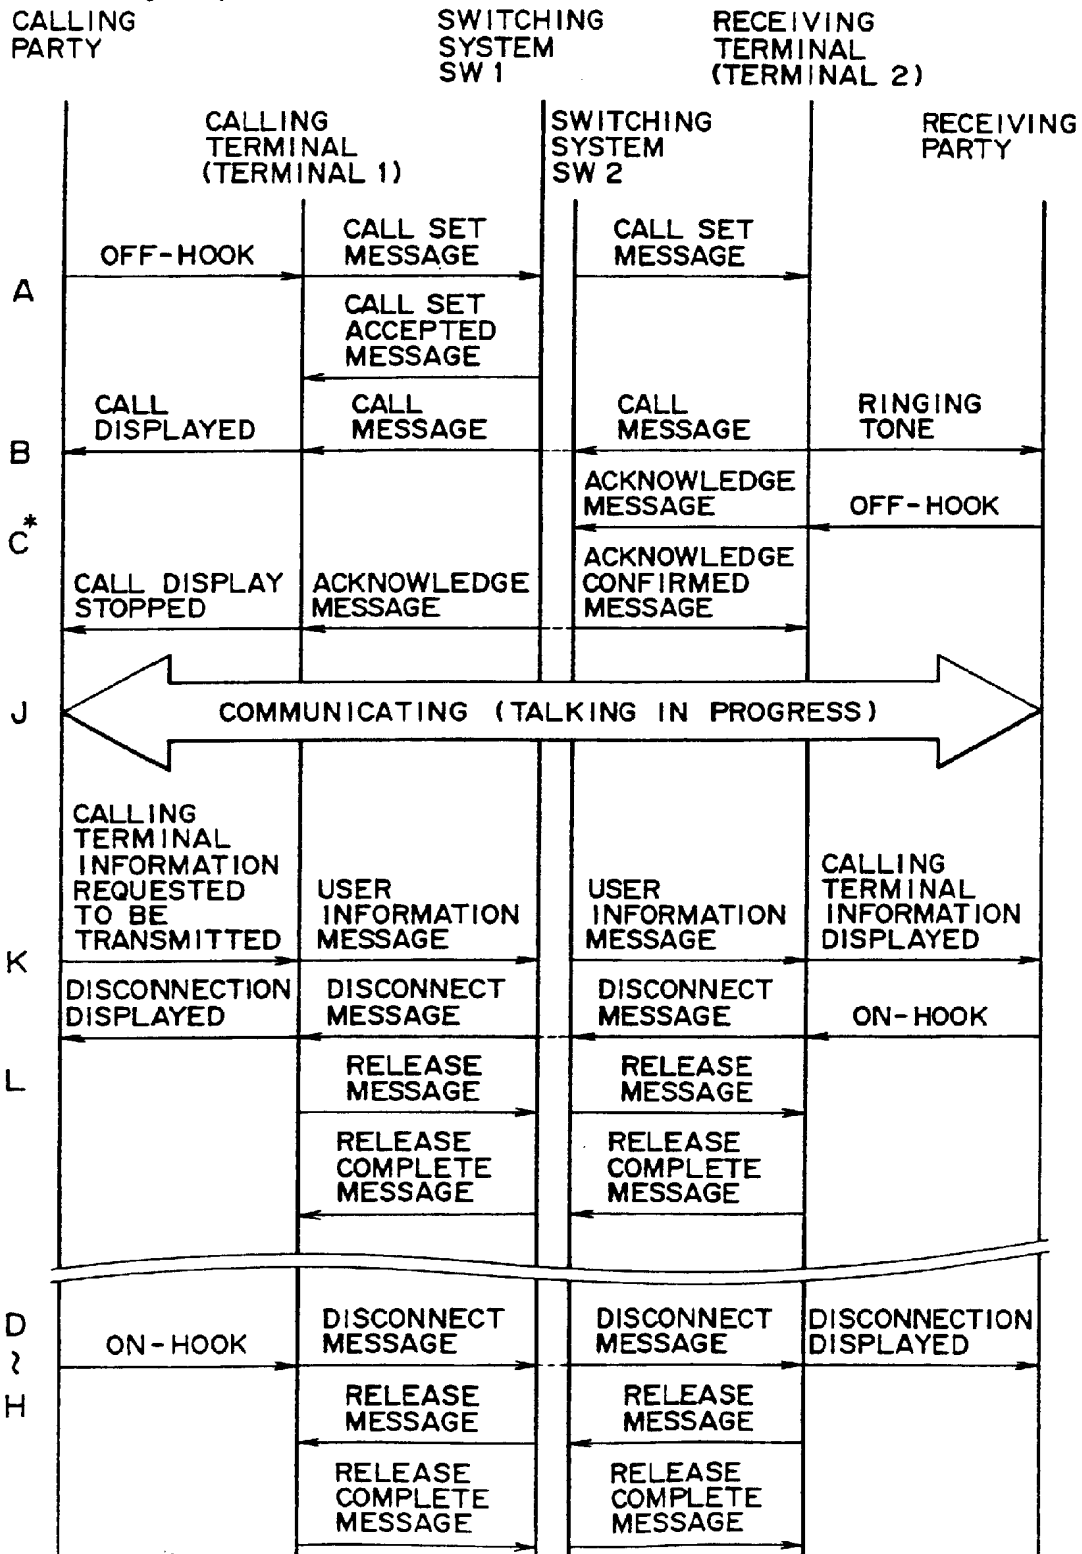 CALLING
PARTY
SWITCHING
SYSTEM
SW 1
RECEIVING
TERMINAL
(TERMINAL 2)
CALLING
TERMINAL
(TERMINAL 1)
SWITCHING
SYSTEM
SW 2
RECEIVING
PARTY
A
OFF-HOOK
CALL SET
MESSAGE
CALL SET
MESSAGE
CALL SET
ACCEPTED
MESSAGE
B
CALL
DISPLAYED
CALL
MESSAGE
CALL
MESSAGE
RINGING
TONE
C*
ACKNOWLEDGE
MESSAGE
OFF-HOOK
CALL DISPLAY
STOPPED
ACKNOWLEDGE
MESSAGE
ACKNOWLEDGE
CONFIRMED
MESSAGE
J
COMMUNICATING (TALKING IN PROGRESS)
K
CALLING
TERMINAL
INFORMATION
REQUESTED
TO BE
TRANSMITTED
USER
INFORMATION
MESSAGE
USER
INFORMATION
MESSAGE
CALLING
TERMINAL
INFORMATION
DISPLAYED
DISCONNECTION
DISPLAYED
DISCONNECT
MESSAGE
DISCONNECT
MESSAGE
ON-HOOK
L
RELEASE
MESSAGE
RELEASE
MESSAGE
RELEASE
COMPLETE
MESSAGE
RELEASE
COMPLETE
MESSAGE
D
~
H
ON-HOOK
DISCONNECT
MESSAGE
DISCONNECT
MESSAGE
DISCONNECTION
DISPLAYED
RELEASE
MESSAGE
RELEASE
MESSAGE
RELEASE
COMPLETE
MESSAGE
RELEASE
COMPLETE
MESSAGE